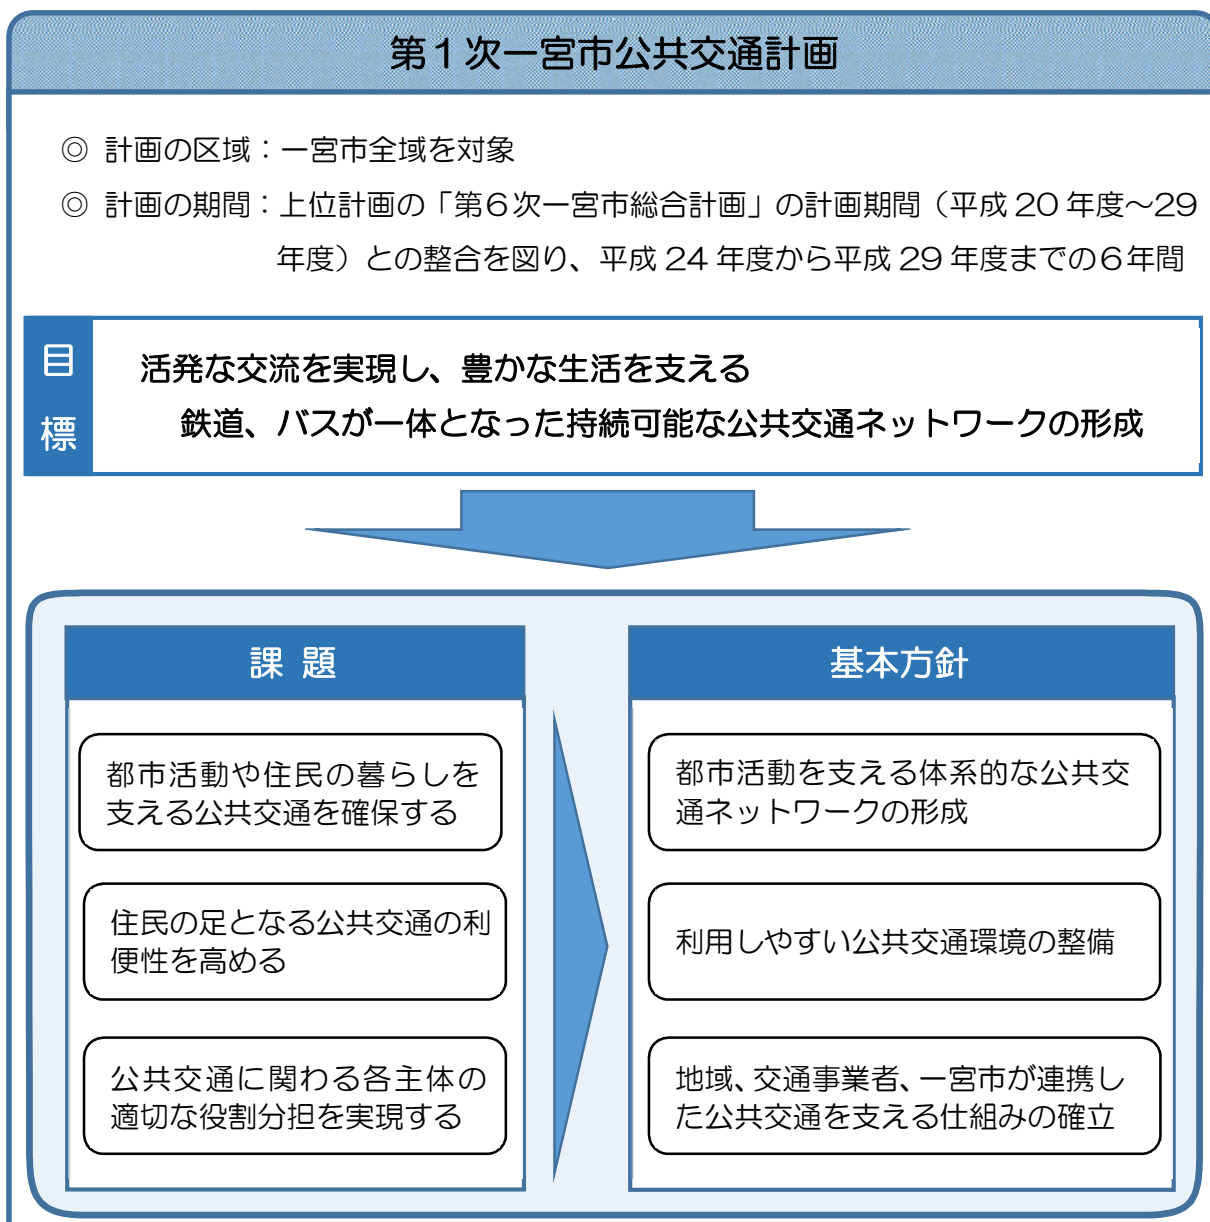 第1次一宮市公共交通計画
◎ 計画の区域：一宮市全域を対象
◎ 計画の期間：上位計画の「第6次一宮市総合計画」の計画期間（平成 20 年度～29
年度）との整合を図り、平成 24 年度から平成 29 年度までの6年間
目標
活発な交流を実現し、豊かな生活を支える
鉄道、バスが一体となった持続可能な公共交通ネットワークの形成
課 題
都市活動や住民の暮らしを
支える公共交通を確保する
住民の足となる公共交通の利
便性を高める
公共交通に関わる各主体の
適切な役割分担を実現する
基本方針
都市活動を支える体系的な公共交
通ネットワークの形成
利用しやすい公共交通環境の整備
地域、交通事業者、一宮市が連携し
た公共交通を支える仕組みの確立